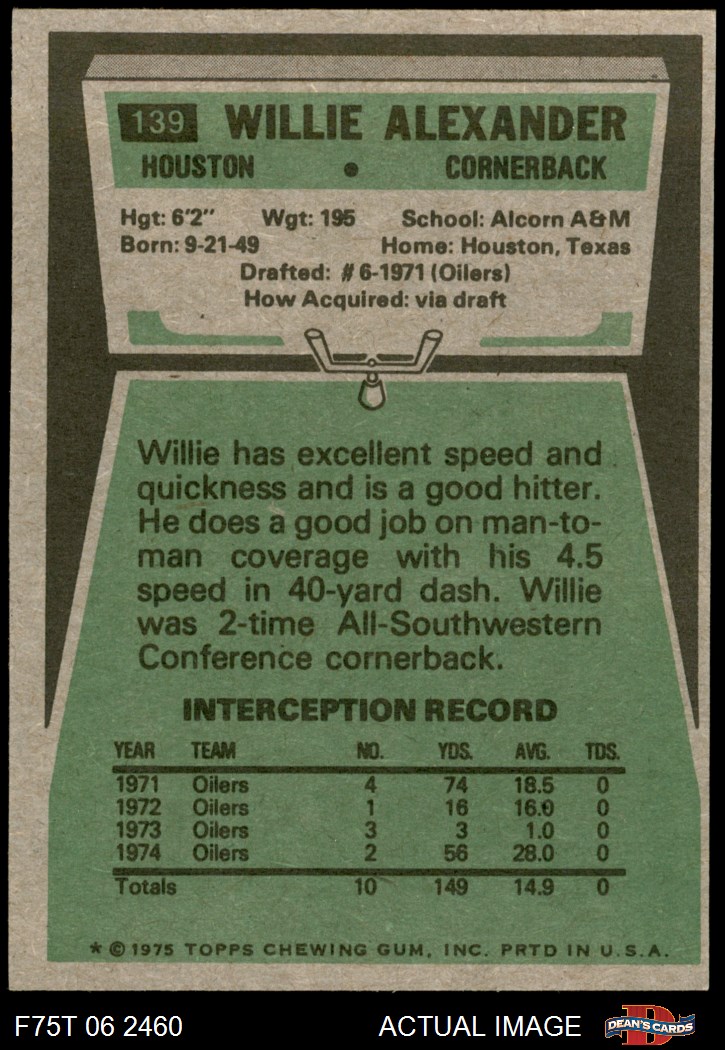 139 WILLIE ALEXANDER
HOUSTON • CORNERBACK
Hgt: 6'2" Wgt: 195 School: Alcorn A&M
Born: 9-21-49 Home: Houston, Texas
Drafted: #6-1971 (Oilers)
How Acquired: via draft
Willie has excellent speed and
quickness and is a good hitter.
He does a good job on man-to-
man coverage with his 4.5
speed in 40-yard dash. Willie
was 2-time All-Southwestern
Conference cornerback.
INTERCEPTION RECORD
YEAR TEAM NO. YDS. AVG. TDS.
1971 Oilers 4 74 18.5 0
1972 Oilers 1 16 16.0 0
1973 Oilers 3 3 1.0 0
1974 Oilers 2 56 28.0 0
Totals 10 149 14.9 0
* © 1975 TOPPS CHEWING GUM, INC. PRTD IN U.S.A.
F75T 06 2460 ACTUAL IMAGE D DEAN'S CARDS